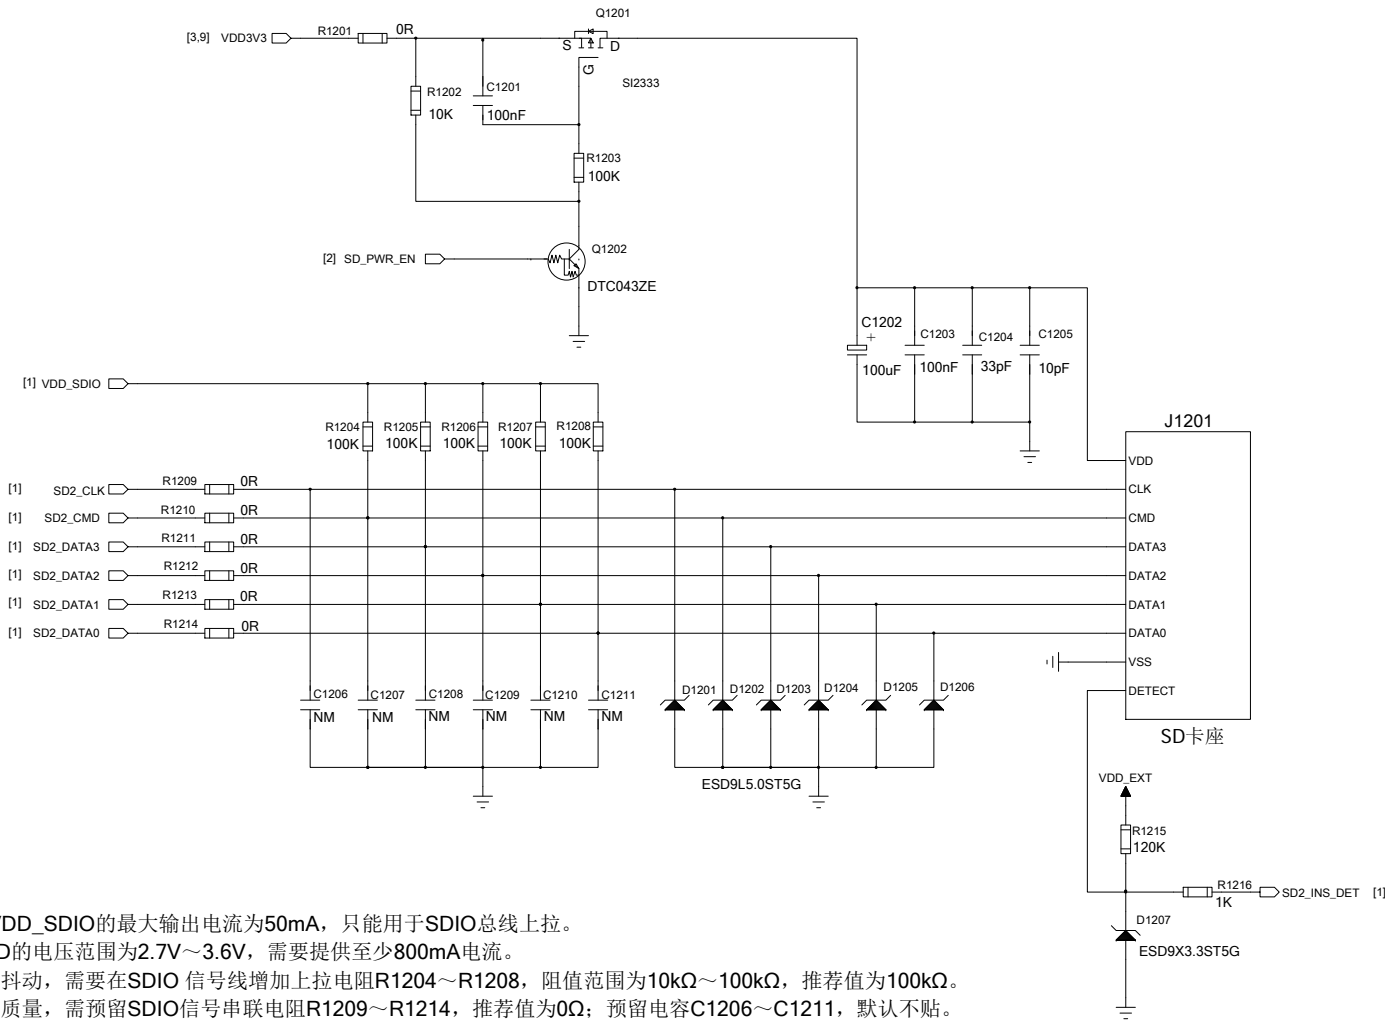 Q1201
[3,9] VDD3V3 R1201 0R
S D
G
SI2333
R1202
10K
C1201
100nF
R1203
100K
Q1202
[2] SD_PWR_EN
DTC043ZE
C1202
+
100uF
C1203
100nF
C1204
33pF
C1205
10pF
[1] VDD_SDIO
R1204 R1205 R1206 R1207 R1208
100K 100K 100K 100K 100K
J1201
VDD
[1] SD2_CLK R1209 0R CLK
[1] SD2_CMD R1210 0R CMD
[1] SD2_DATA3 R1211 0R DATA3
[1] SD2_DATA2 R1212 0R DATA2
[1] SD2_DATA1 R1213 0R DATA1
[1] SD2_DATA0 R1214 0R DATA0
VSS
DETECT
SD卡座
C1206 C1207 C1208 C1209 C1210 C1211
NM NM NM NM NM NM
D1201 D1202 D1203 D1204 D1205 D1206
ESD9L5.0ST5G
VDD_EXT
R1215
120K
R1216
1K
SD2_INS_DET [1]
D1207
ESD9X3.3ST5G
VDD_SDIO的最大输出电流为50mA，只能用于SDIO总线上拉。
D的电压范围为2.7V～3.6V，需要提供至少800mA电流。
抖动，需要在SDIO 信号线增加上拉电阻R1204～R1208，阻值范围为10kΩ～100kΩ，推荐值为100kΩ。
质量，需预留SDIO信号串联电阻R1209～R1214，推荐值为0Ω；预留电容C1206～C1211，默认不贴。